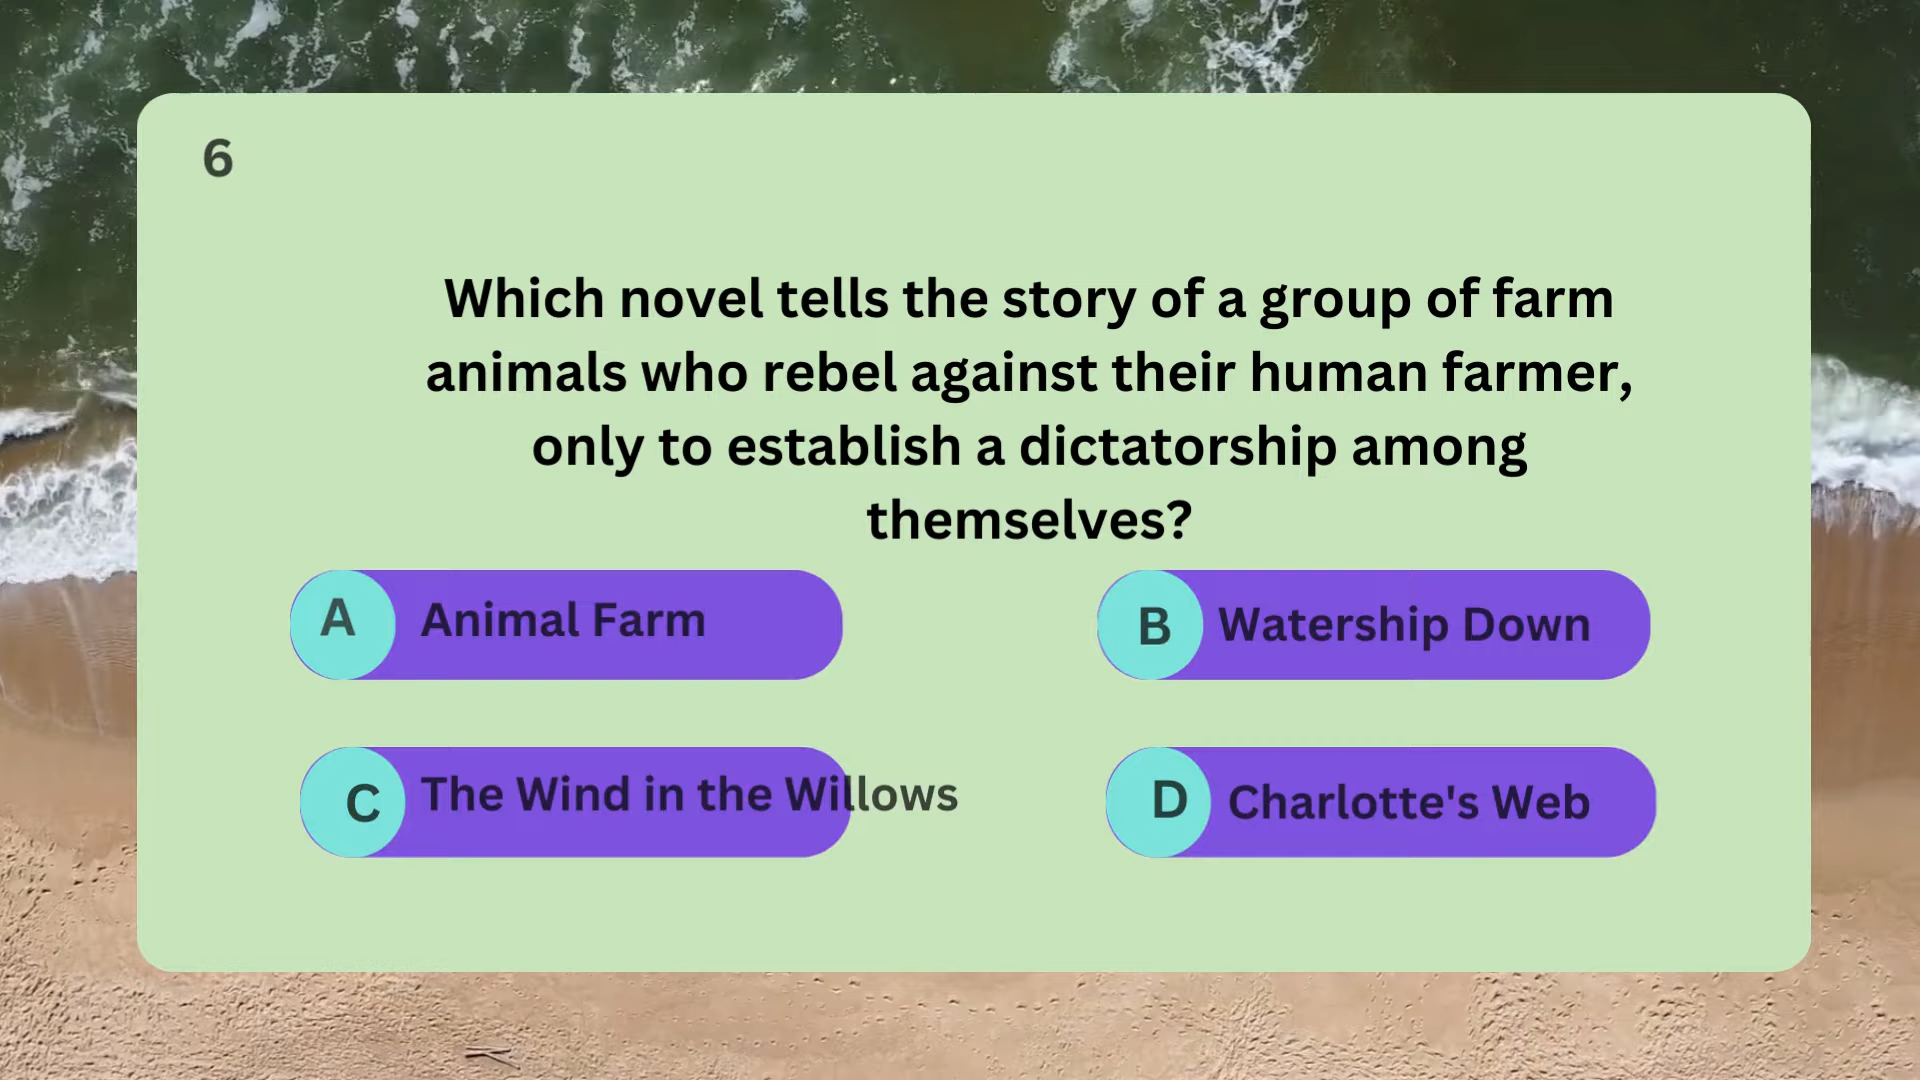 6
Which novel tells the story of a group of farm
animals who rebel against their human farmer,
only to establish a dictatorship among
themselves?
A Animal Farm
B Watership Down
C The Wind in the Willows
D Charlotte's Web